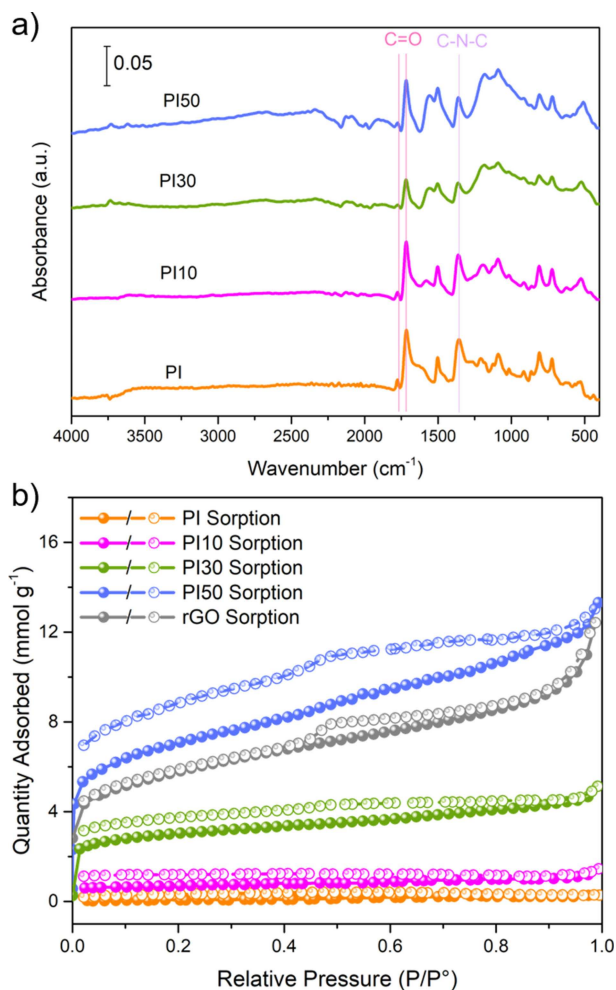 a)
C=O C-N-C
0.05
PI50
PI30
PI10
PI
Absorbance (a.u.)
4000 3500 3000 2500 2000 1500 1000 500
Wavenumber (cm⁻¹)
b)
PI Sorption
PI10 Sorption
PI30 Sorption
PI50 Sorption
rGO Sorption
16
12
8
4
0
Quantity Adsorbed (mmol g⁻¹)
0.0 0.2 0.4 0.6 0.8 1.0
Relative Pressure (P/P°)